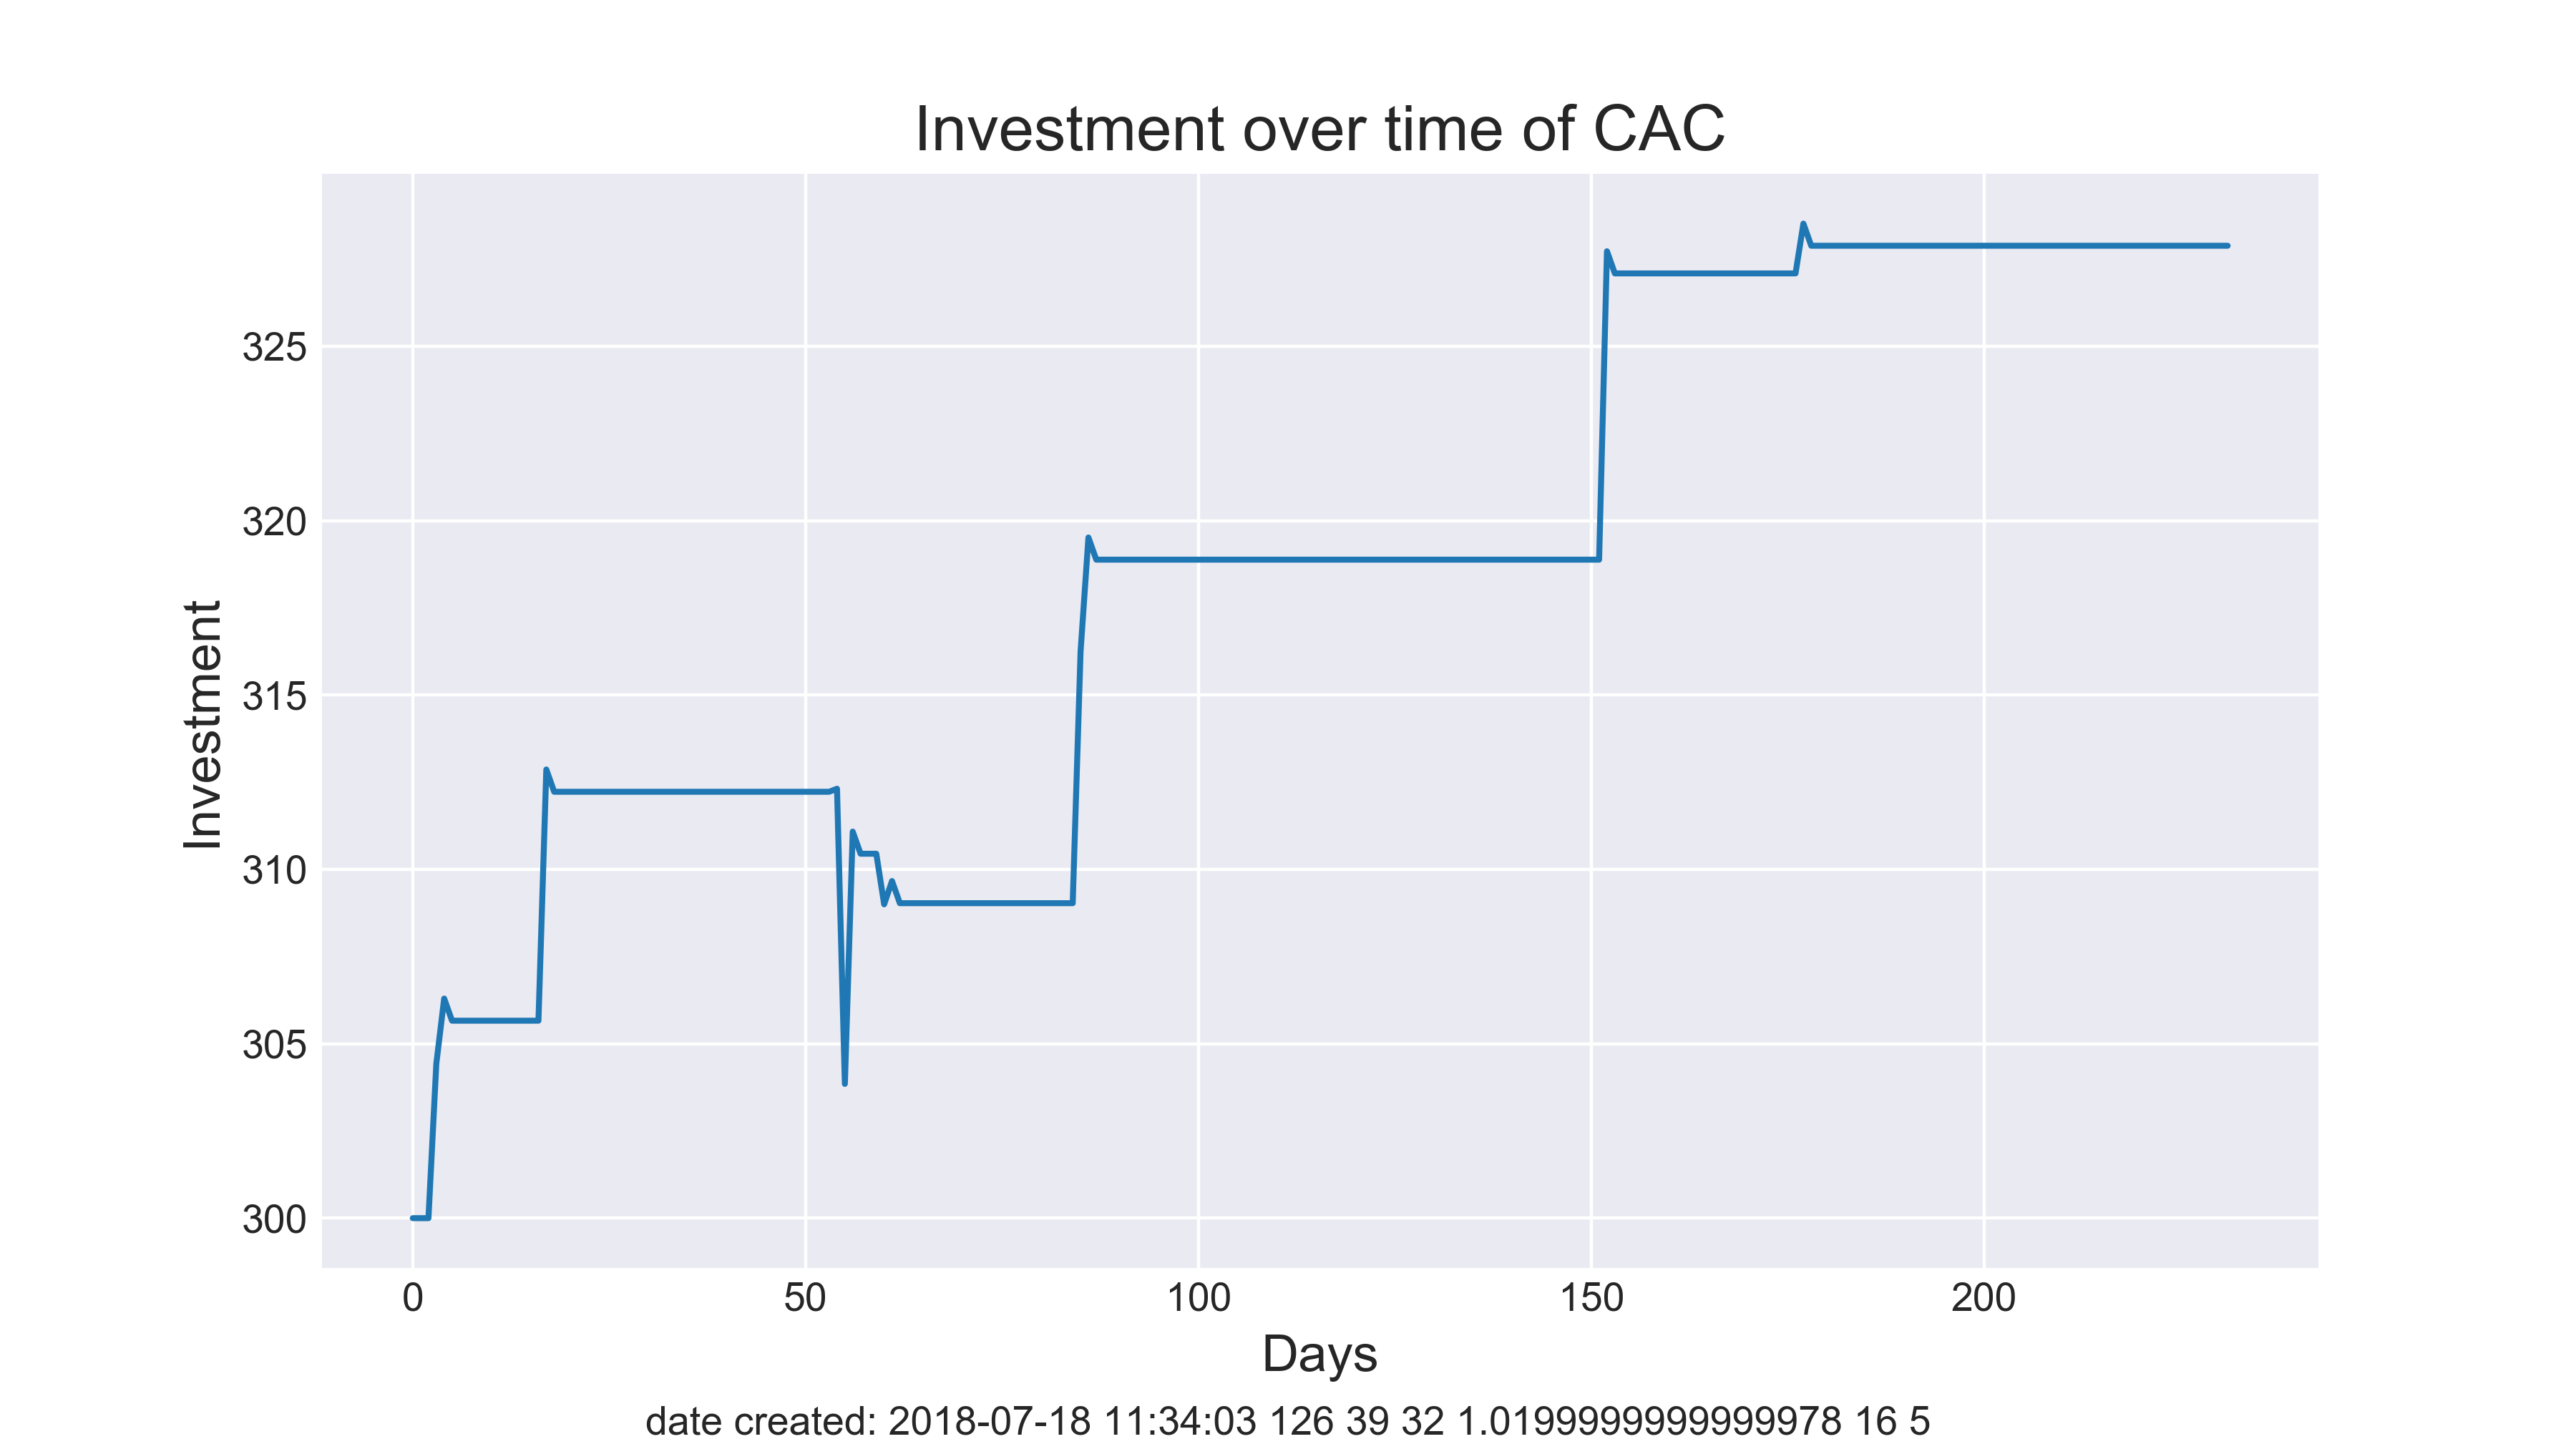 Investment over time of CAC
Investment
325
320
315
310
305
300
0 50 100 150 200
Days
date created: 2018-07-18 11:34:03 126 39 32 1.0199999999999978 16 5